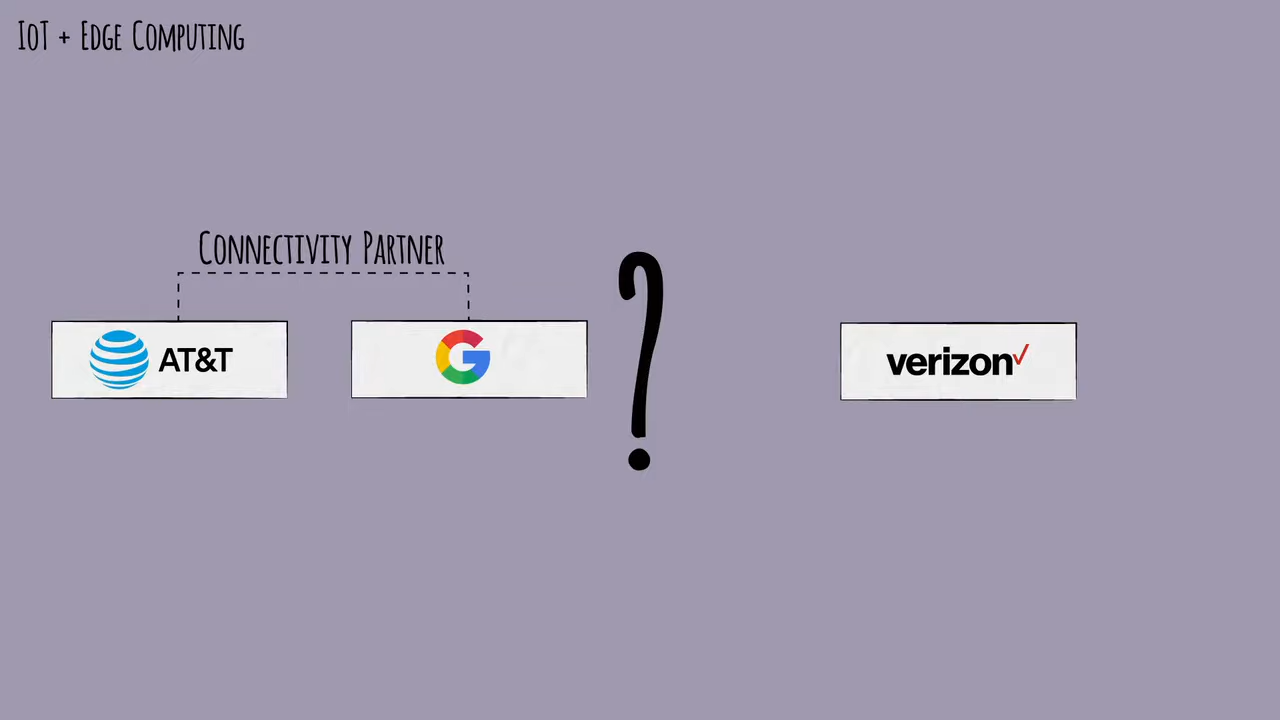 IoT + Edge Computing
Connectivity Partner
AT&T
G
?
verizon✓